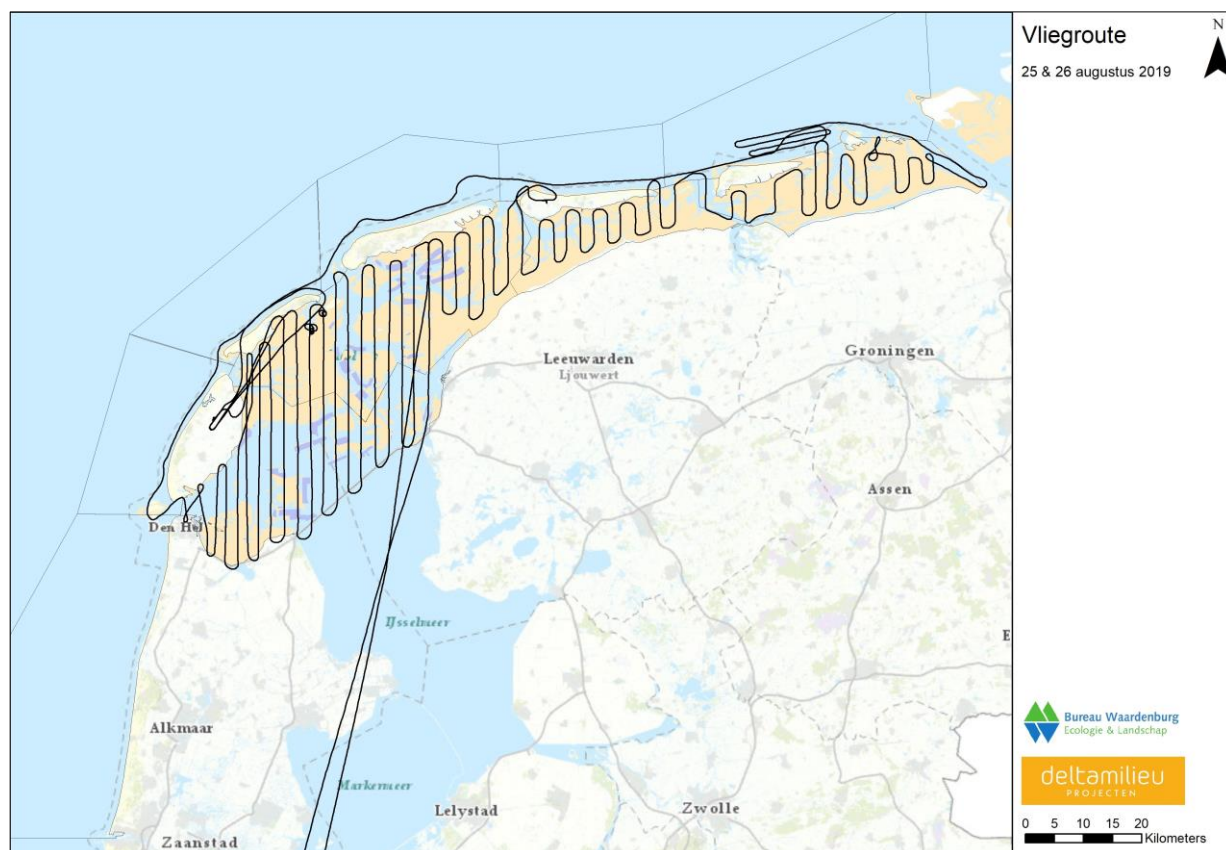 Vliegroute
25 & 26 augustus 2019
N
Leeuwarden
Ljouwert
Groningen
Assen
Den Hel
IJsselmeer
E
Alkmaar
Markermeer
Lelystad
Zwolle
Zaanstad
Bureau Waardenburg
Ecologie & Landschap
deltamilieu
PROJECTEN
0 5 10 15 20
Kilometers